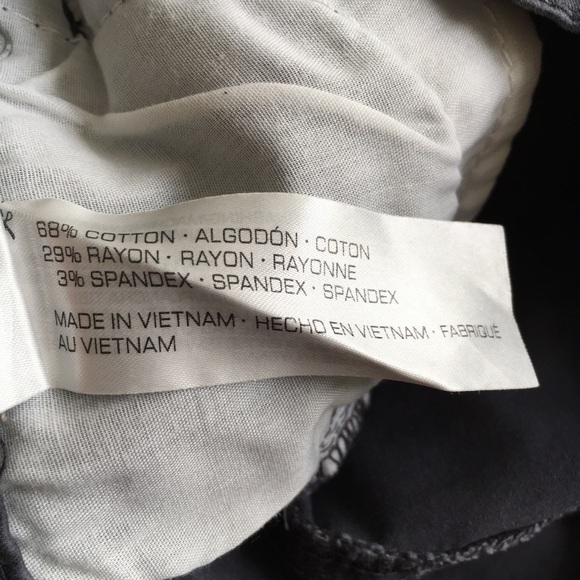 68% COTTON · ALGODÓN · COTON
29% RAYON · RAYON · RAYONNE
3% SPANDEX · SPANDEX · SPANDEX
MADE IN VIETNAM · HECHO EN VIETNAM · FABRIQUÉ
AU VIETNAM